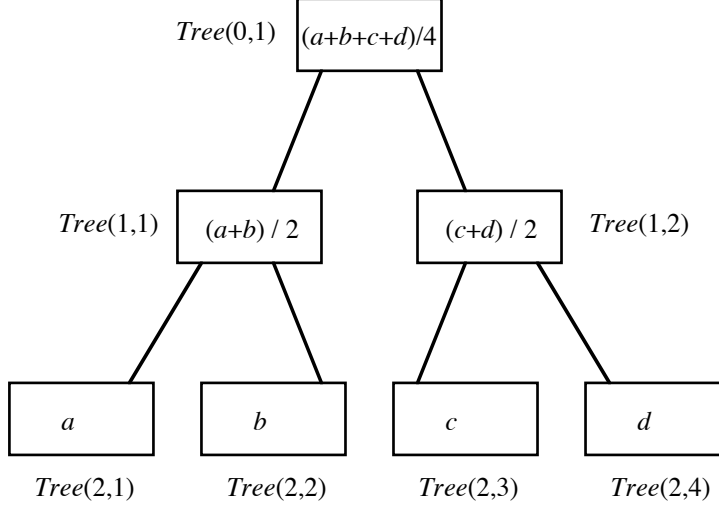 Tree(0,1) (a+b+c+d)/4
Tree(1,1) (a+b) / 2 (c+d) / 2 Tree(1,2)
a b c d
Tree(2,1) Tree(2,2) Tree(2,3) Tree(2,4)